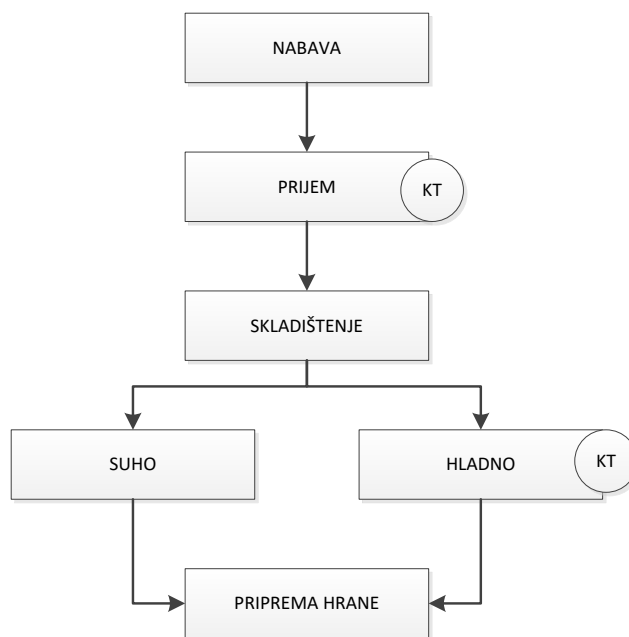 NABAVA
PRIJEM
KT
SKLADIŠTENJE
SUHO
HLADNO
KT
PRIPREMA HRANE